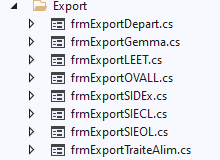 Export
frmExportDepart.cs
frmExportGemma.cs
frmExportLEET.cs
frmExportOVALL.cs
frmExportSIDEx.cs
frmExportSIECL.cs
frmExportSIEOL.cs
frmExportTraiteAlim.cs